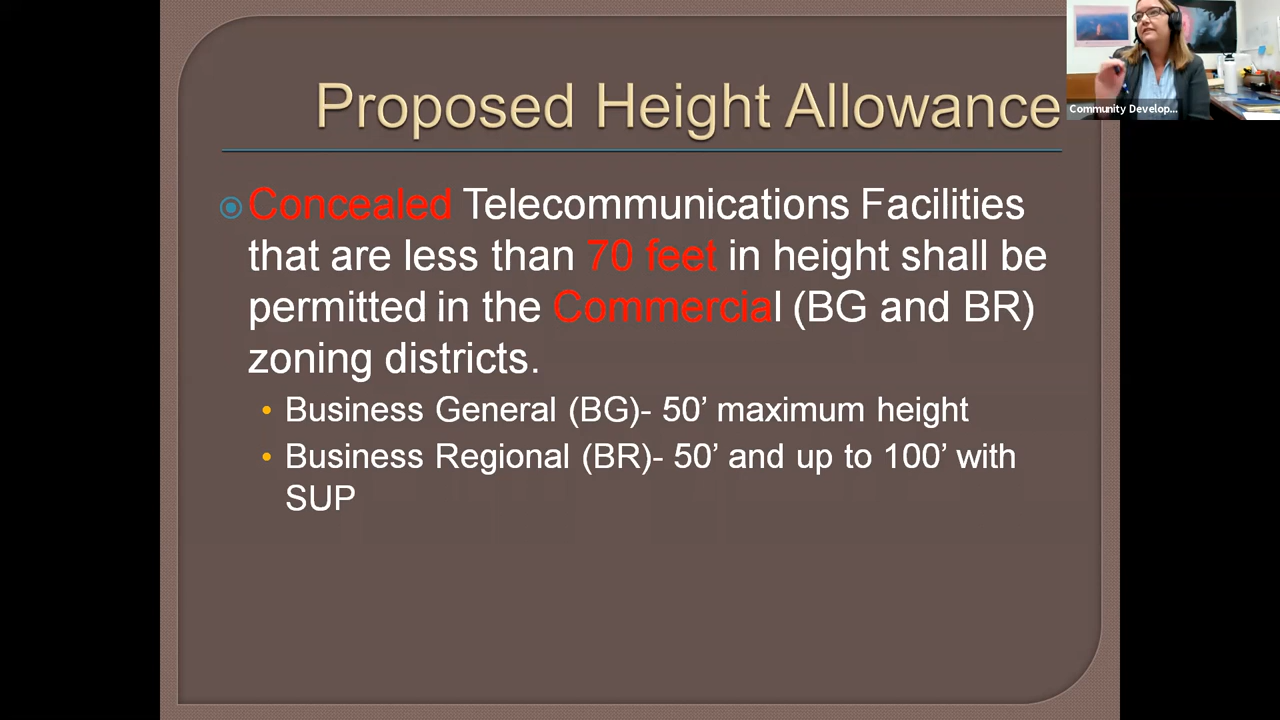 Proposed Height Allowance
Community Develop...
Concealed Telecommunications Facilities
that are less than 70 feet in height shall be
permitted in the Commercial (BG and BR)
zoning districts.
• Business General (BG)- 50’ maximum height
• Business Regional (BR)- 50’ and up to 100’ with
SUP